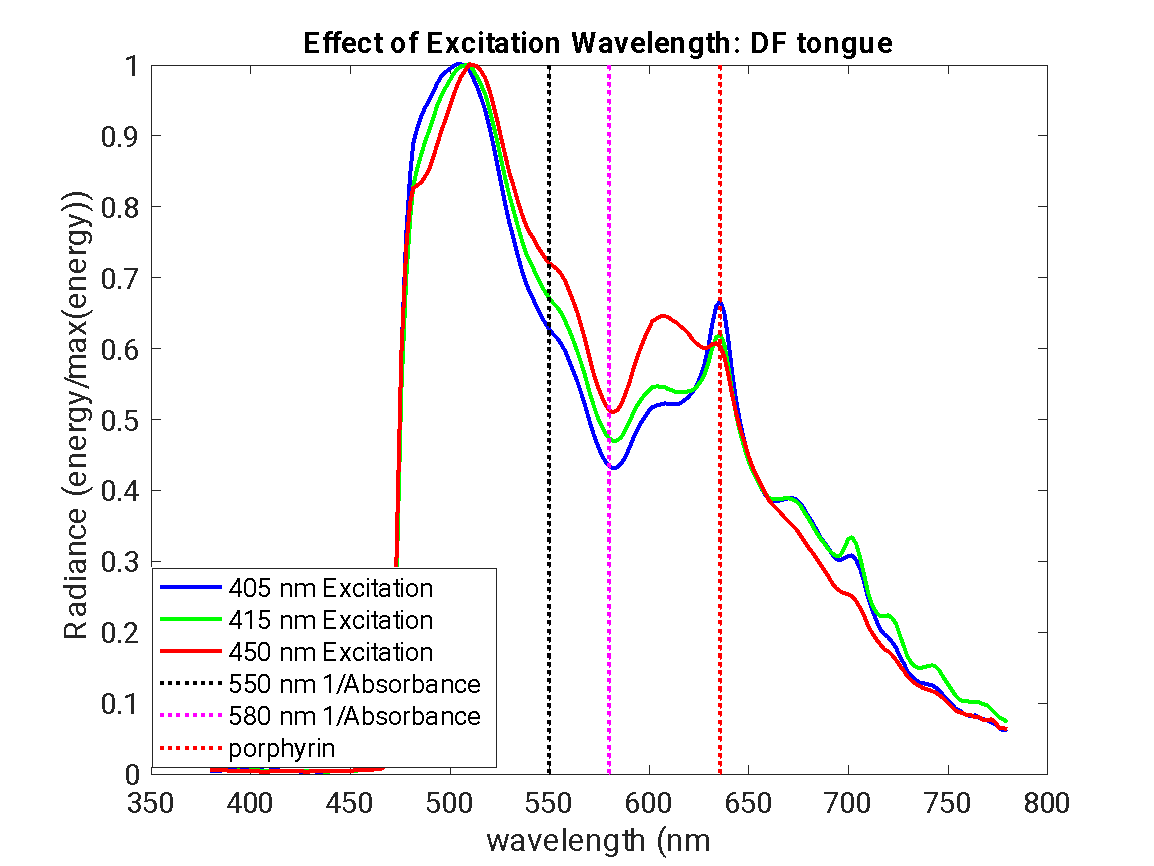 Effect of Excitation Wavelength: DF tongue
Radiance (energy/max(energy))
1
0.9
0.8
0.7
0.6
0.5
0.4
0.3
0.2
0.1
0
405 nm Excitation
415 nm Excitation
450 nm Excitation
550 nm 1/Absorbance
580 nm 1/Absorbance
porphyrin
350 400 450 500 550 600 650 700 750 800
wavelength (nm